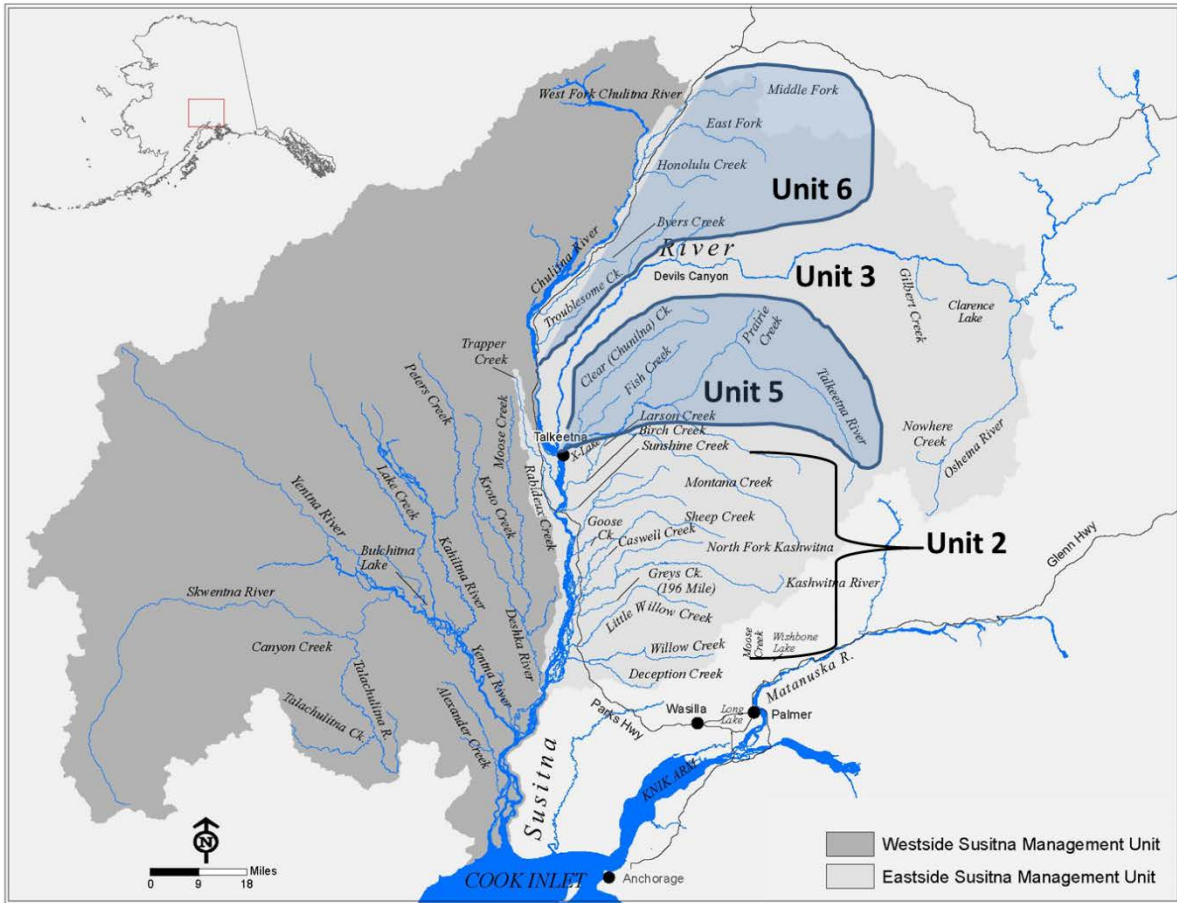 West Fork Chulitna River
Middle Fork
East Fork
Honolulu Creek
Unit 6
Byers Creek
River
Chulitna River
Devils Canyon
Unit 3
Troublesome Ck.
Gilbert Creek
Clarence Lake
Trapper Creek
Clear (Chunilna) Ck.
Prairie Creek
Peters Creek
Fish Creek
Unit 5
Talkeetna River
Moose Creek
Larson Creek
Talkeetna
X-Lake
Birch Creek
Sunshine Creek
Nowhere Creek
Oshetna River
Rabideux Creek
Yentna River
Lake Creek
Kroto Creek
Montana Creek
Goose Ck.
Sheep Creek
Caswell Creek
North Fork Kashwitna
Unit 2
Glenn Hwy
Bulchitna Lake
Kahiltna River
Greys Ck. (196 Mile)
Kashwitna River
Skwentna River
Deshka River
Little Willow Creek
Canyon Creek
Willow Creek
Moose Creek
Wishbone Lake
Talachulitna R.
Yentna River
Deception Creek
Matanuska R.
Talachulitna Ck.
Alexander Creek
Parks Hwy
Wasilla
Long Lake
Palmer
Susitna
KNIK ARM
N
0 9 18 Miles
COOK INLET
Anchorage
Westside Susitna Management Unit
Eastside Susitna Management Unit